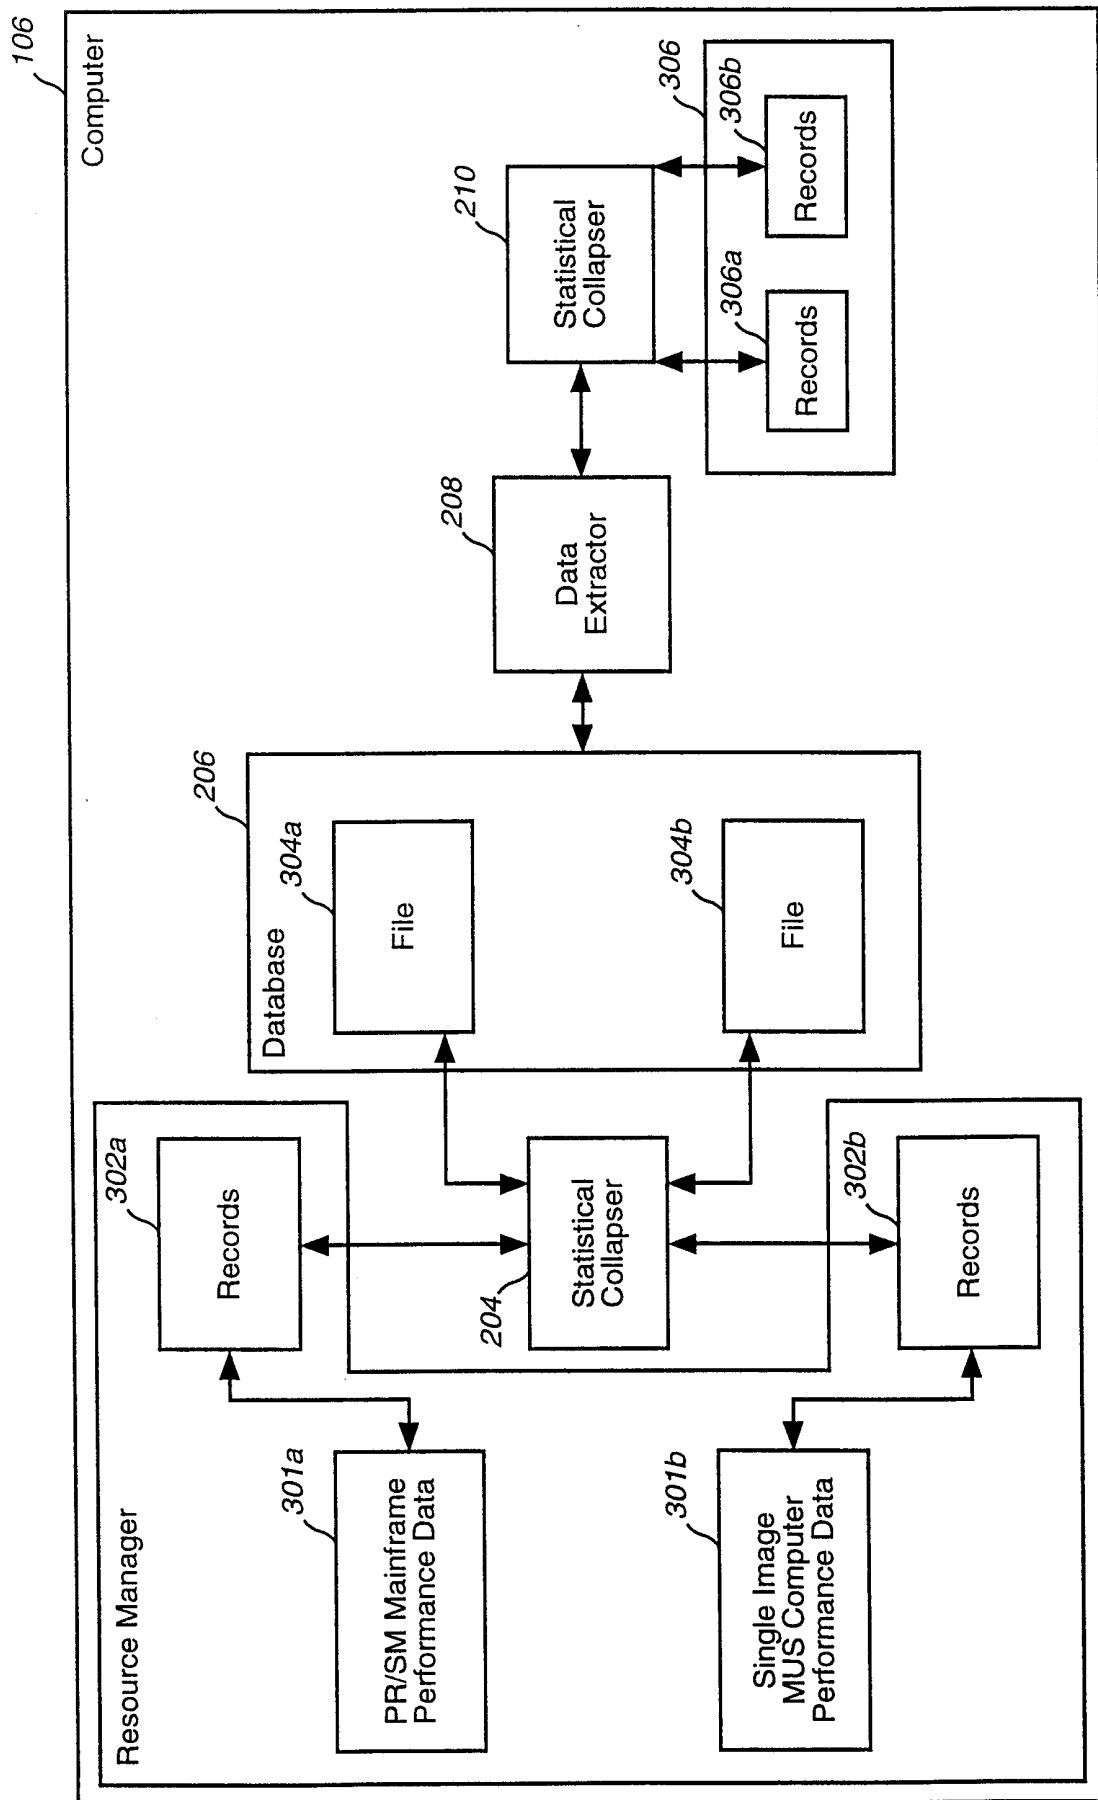 106
Computer
Resource Manager
301a
PR/SM Mainframe
Performance Data
302a
Records
301b
Single Image
MUS Computer
Performance Data
302b
Records
204
Statistical
Collapser
206
Database
304a
File
304b
File
208
Data
Extractor
210
Statistical
Collapser
306
306a
Records
306b
Records